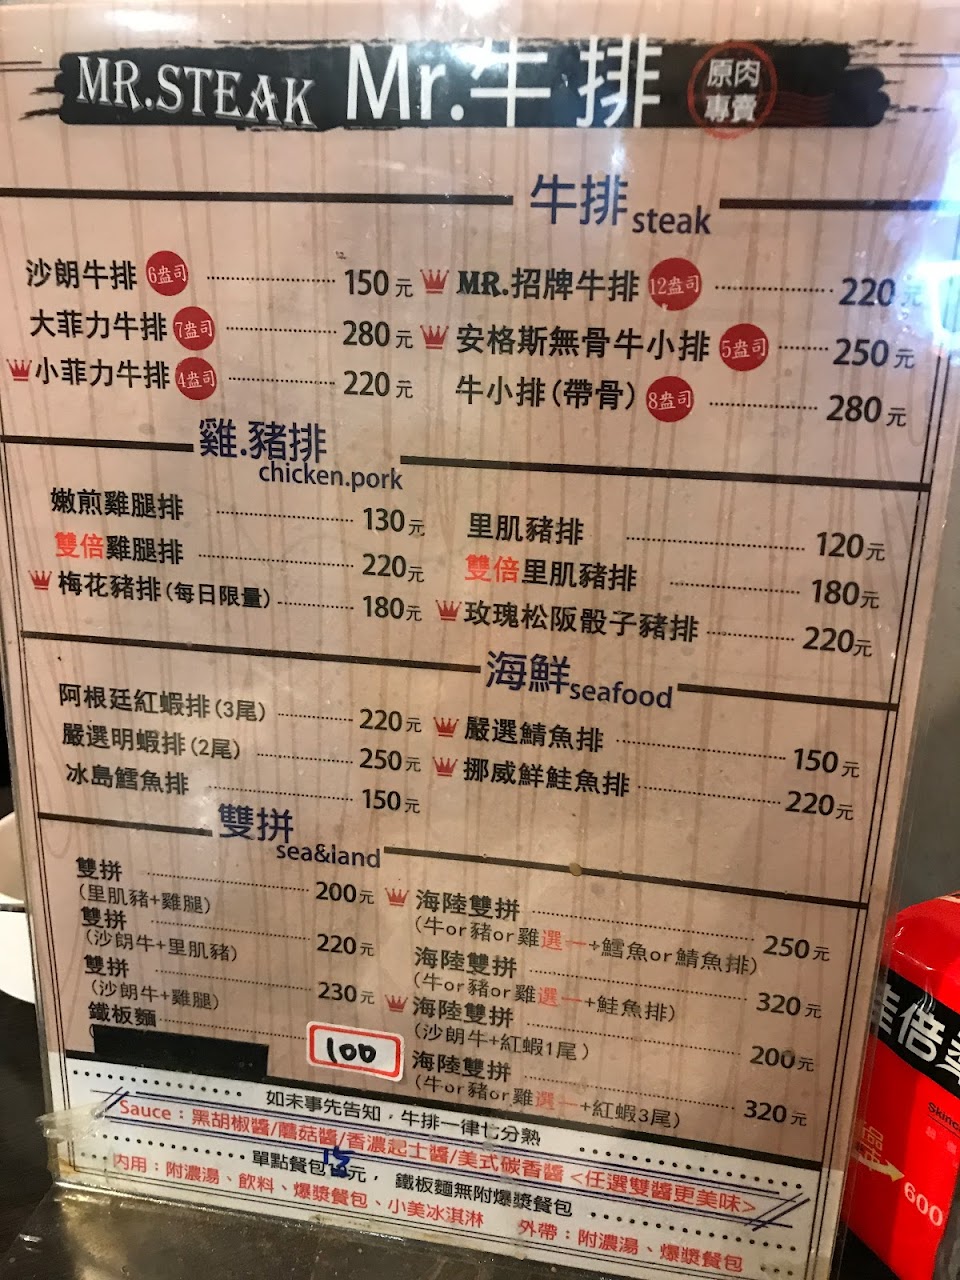 MR.STEAK Mr.牛排 原肉專賣
牛排 steak
沙朗牛排 6盎司 150元
大菲力牛排 7盎司 280元
小菲力牛排 4盎司 220元
MR.招牌牛排 12盎司 220元
安格斯無骨牛小排 5盎司 250元
牛小排(帶骨) 8盎司 280元
雞.豬排
chicken.pork
嫩煎雞腿排 130元
雙倍雞腿排 220元
梅花豬排(每日限量) 180元
里肌豬排 120元
雙倍里肌豬排 180元
玫瑰松阪骰子豬排 220元
海鮮 seafood
阿根廷紅蝦排(3尾) 220元
嚴選明蝦排(2尾) 250元
冰島鱈魚排 150元
嚴選鯖魚排 150元
挪威鮮鮭魚排 220元
雙拼
sea&land
雙拼 200元
(里肌豬+雞腿)
雙拼 220元
(沙朗牛+里肌豬)
雙拼 230元
(沙朗牛+雞腿)
鐵板麵 100
海陸雙拼 250元
(牛or豬or雞選一+鱈魚or鯖魚排)
海陸雙拼 320元
(牛or豬or雞選一+鮭魚排)
海陸雙拼 200元
(沙朗牛+紅蝦1尾)
海陸雙拼 320元
(牛or豬or雞選一+紅蝦3尾)
如未事先告知，牛排一律七分熟
Sauce：黑胡椒醬/蘑菇醬/香濃起士醬/美式碳香醬 <任選雙醬更美味>
單點餐包15元， 鐵板麵無附爆漿餐包
內用：附濃湯、飲料、爆漿餐包、小美冰淇淋 外帶：附濃湯、爆漿餐包
倍
Skin
600